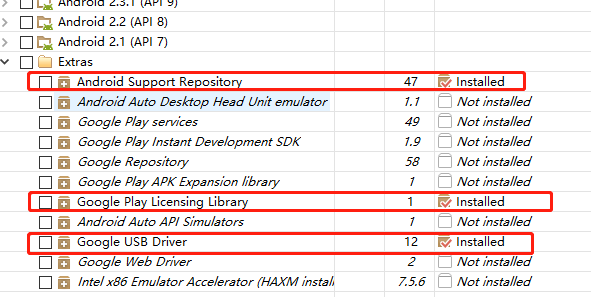 Android 2.3.1 (API 9)
Android 2.2 (API 8)
Android 2.1 (API 7)
Extras
Android Support Repository 47 Installed
Android Auto Desktop Head Unit emulator 1.1 Not installed
Google Play services 49 Not installed
Google Play Instant Development SDK 1.9 Not installed
Google Repository 58 Not installed
Google Play APK Expansion library 1 Not installed
Google Play Licensing Library 1 Installed
Android Auto API Simulators 1 Not installed
Google USB Driver 12 Installed
Google Web Driver 2 Not installed
Intel x86 Emulator Accelerator (HAXM install 7.5.6 Not installed